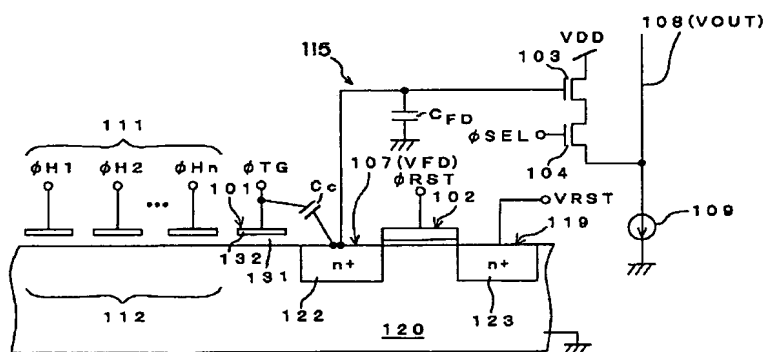 108(VOUT)
VDD
103
115
CFD
φSEL
104
111
φH1 φH2 φHn
...
φTG
101
Cc
107(VFD)
φRST
102
VRST
119
109
132
131
n+
n+
112
122
120
123